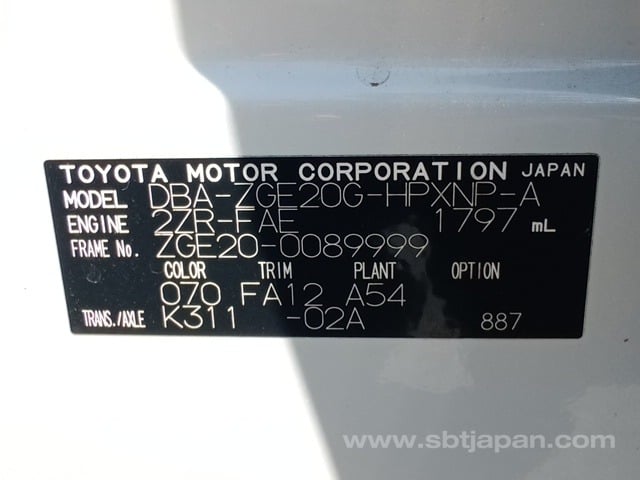 TOYOTA MOTOR CORPORATION JAPAN
MODEL DBA-ZGE20G-HPXNP-A
ENGINE 2ZR-FAE 1797 mL
FRAME No. ZGE20-0089999
COLOR TRIM PLANT OPTION
070 FA12 A54
TRANS./AXLE K311 -02A 887
www.sbtjapan.com